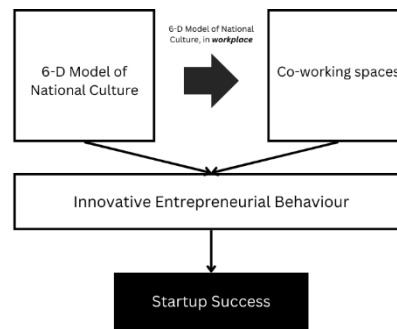 6-D Model of National
Culture, in workplace
6-D Model of
National Culture
Co-working spaces
Innovative Entrepreneurial Behaviour
Startup Success